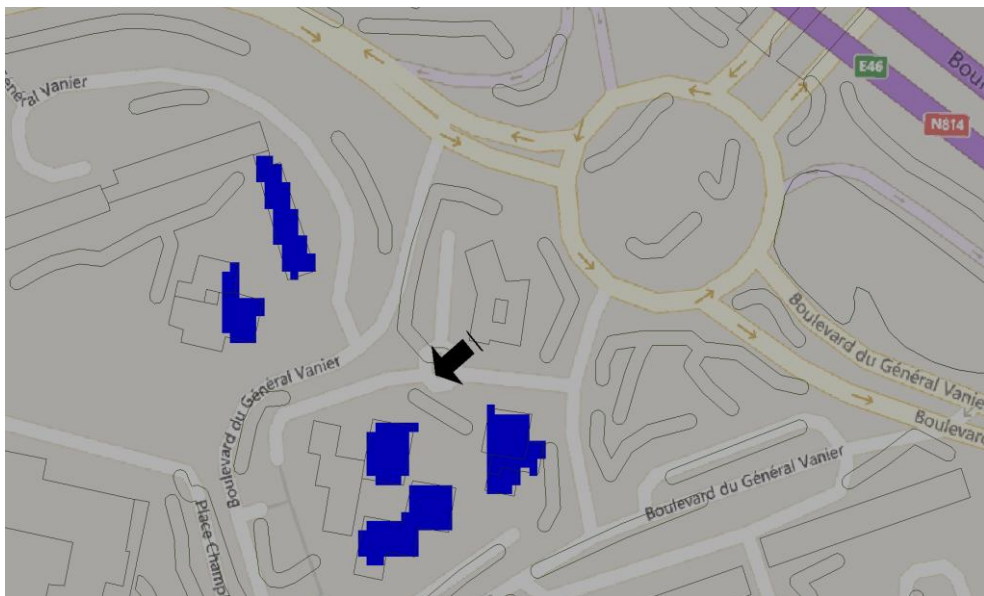 E46
Bou
N814
Général Vanier
Boulevard du Général Vanier
Boulevard du Général Vanier
Boulevard
Boulevard du Général Vanier
Boulevard du Général Vanier
Place Champ